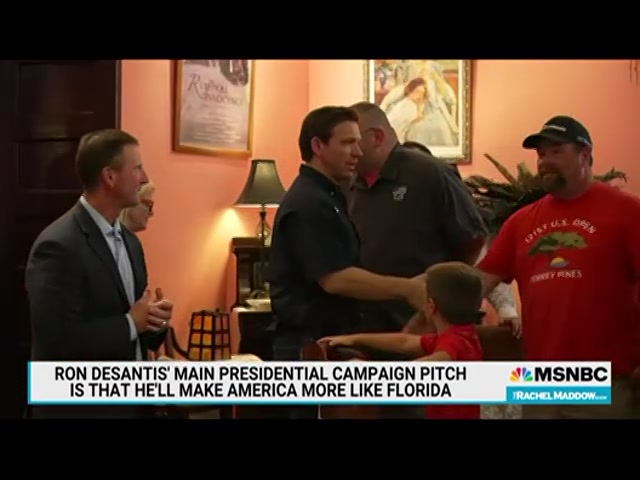 121ST U.S. OPEN
TORREY PINES
RON DESANTIS' MAIN PRESIDENTIAL CAMPAIGN PITCH
IS THAT HE'LL MAKE AMERICA MORE LIKE FLORIDA
MSNBC
RACHEL MADDOW